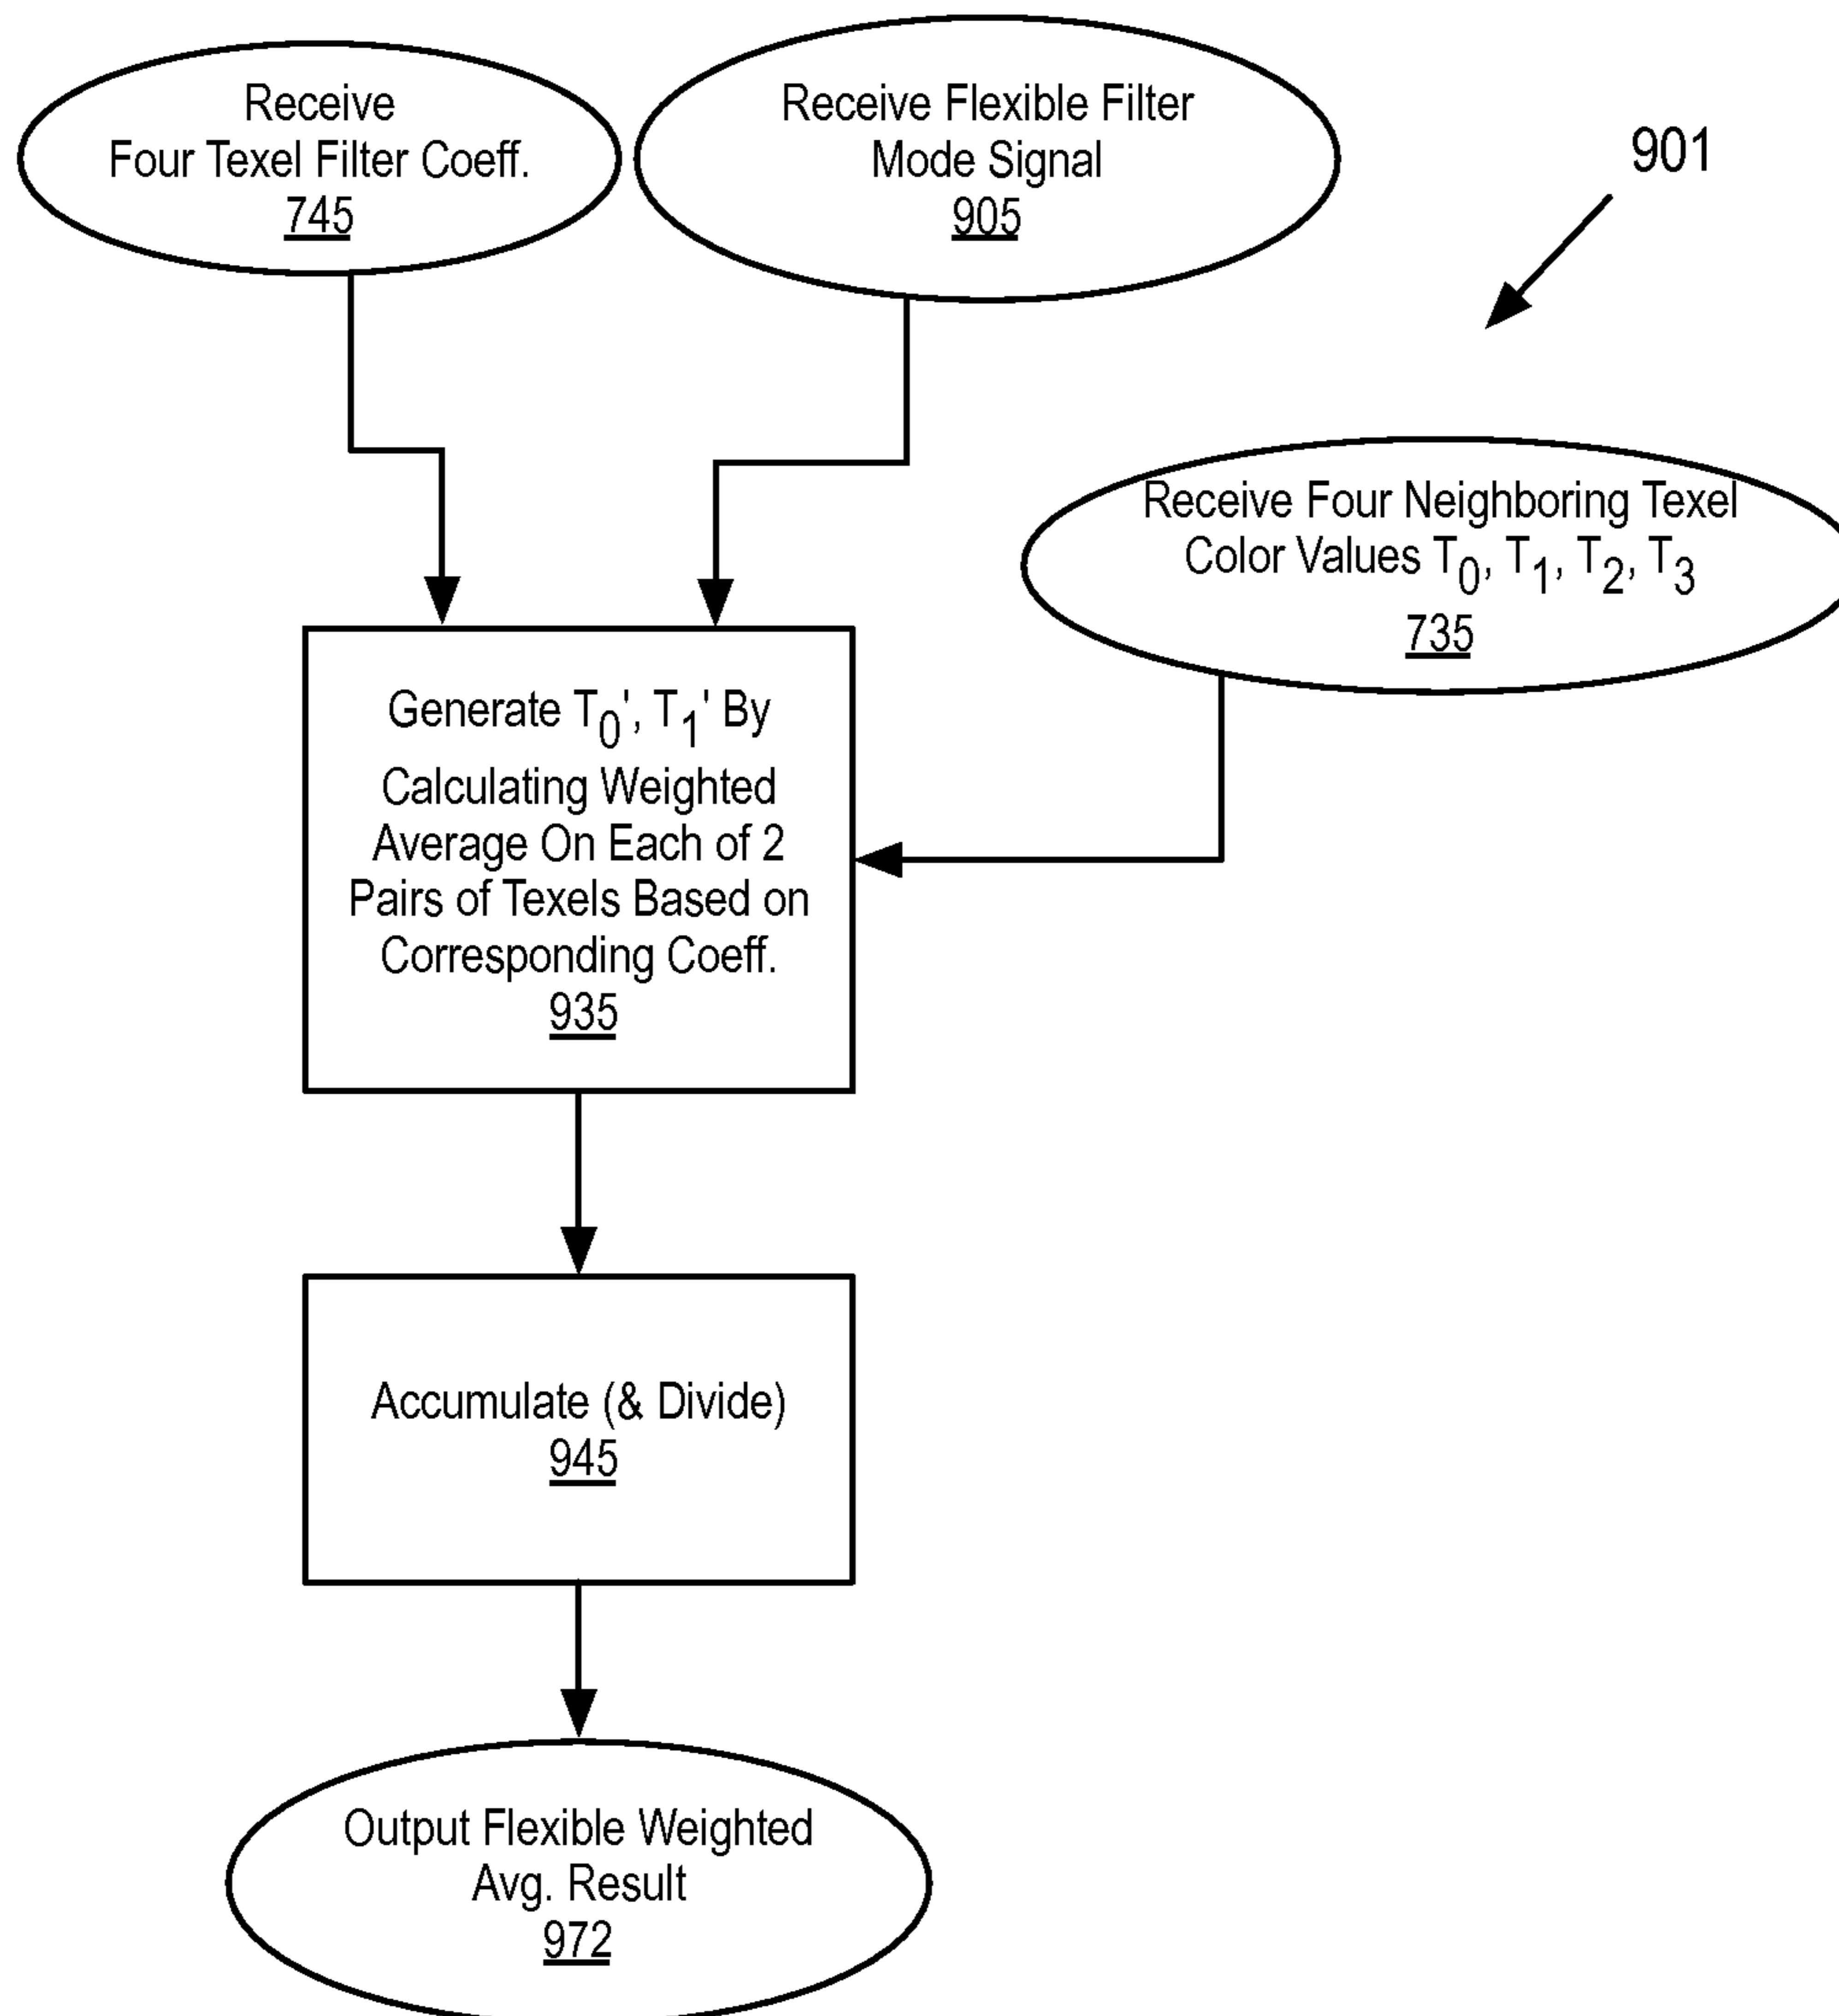 Receive
Four Texel Filter Coeff.
745
Receive Flexible Filter
Mode Signal
905
901
Receive Four Neighboring Texel
Color Values T0, T1, T2, T3
735
Generate T0', T1' By
Calculating Weighted
Average On Each of 2
Pairs of Texels Based on
Corresponding Coeff.
935
Accumulate (& Divide)
945
Output Flexible Weighted
Avg. Result
972